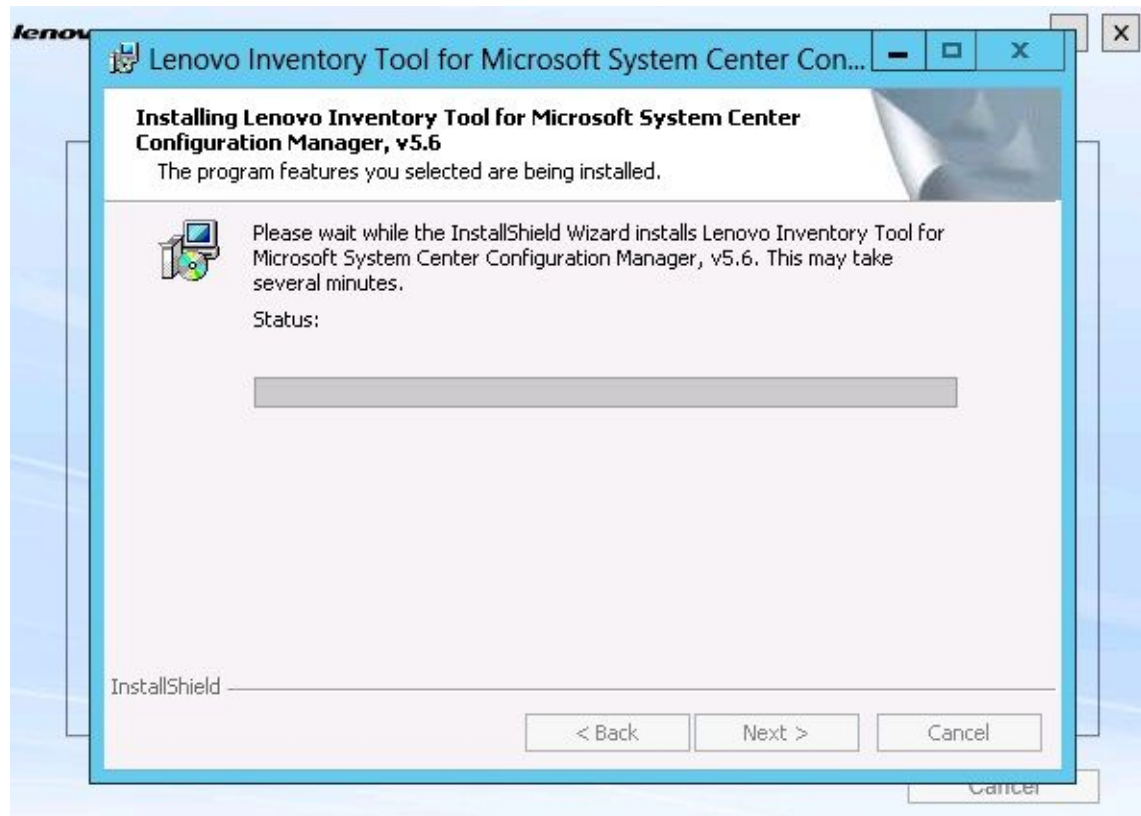 Lenovo Inventory Tool for Microsoft System Center Con...
Installing Lenovo Inventory Tool for Microsoft System Center
Configuration Manager, v5.6
The program features you selected are being installed.
Please wait while the InstallShield Wizard installs Lenovo Inventory Tool for
Microsoft System Center Configuration Manager, v5.6. This may take
several minutes.
Status:
InstallShield
< Back
Next >
Cancel
Cancel